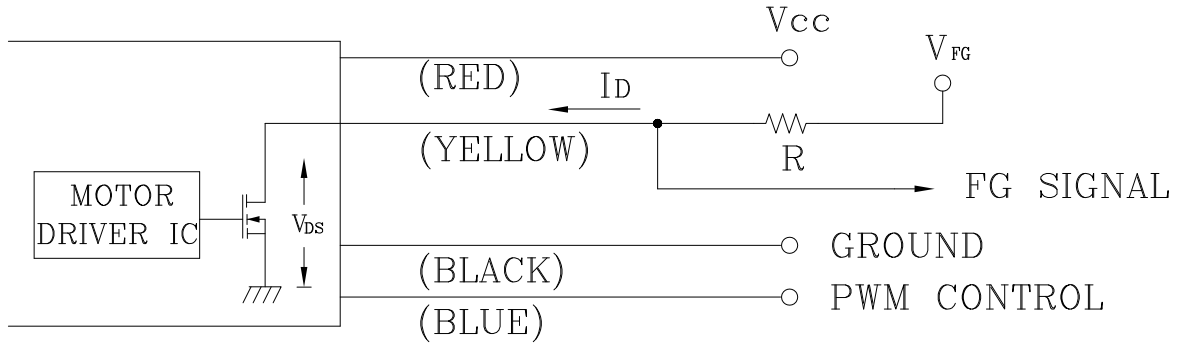 Vcc
VFG
(RED)
ID
(YELLOW)
R
MOTOR
DRIVER IC
VDS
FG SIGNAL
(BLACK)
GROUND
(BLUE)
PWM CONTROL